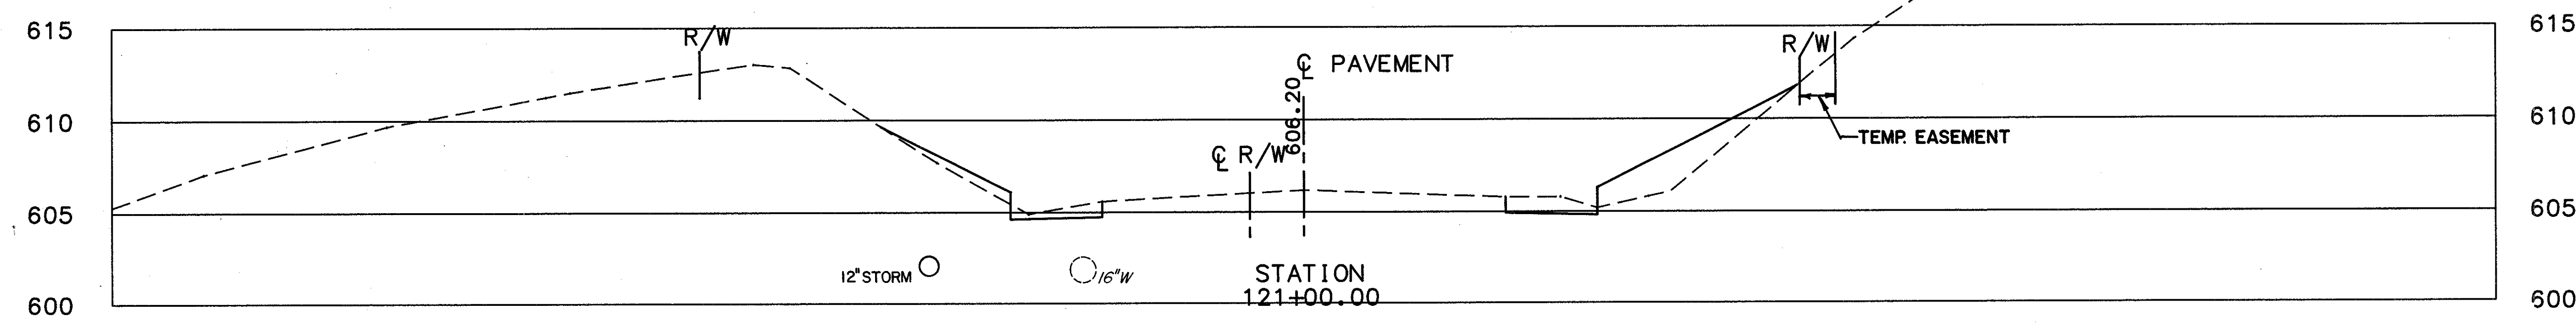 615
R/W
℄ PAVEMENT
606.20
R/W
615
610
℄ R/W
TEMP. EASEMENT
610
605
605
12" STORM
16"W
STATION
121+00.00
600
600